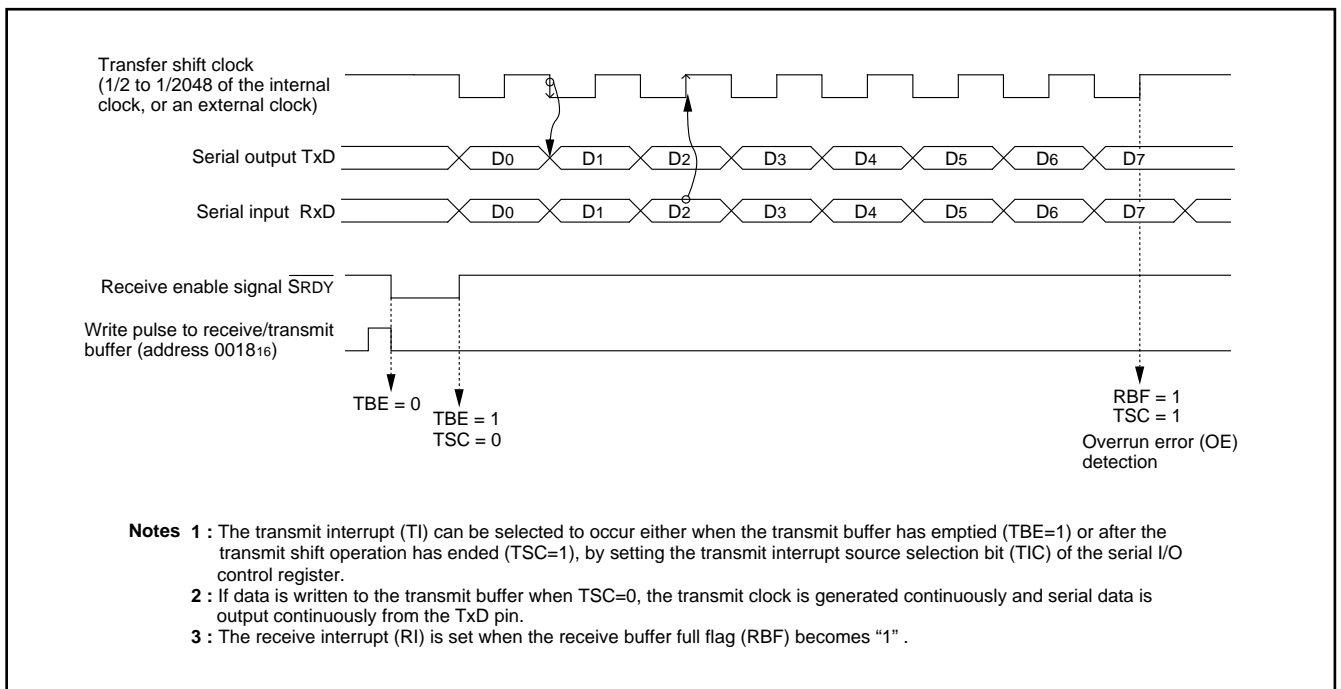 Transfer shift clock
(1/2 to 1/2048 of the internal
clock, or an external clock)
Serial output TxD
D0 D1 D2 D3 D4 D5 D6 D7
Serial input RxD
D0 D1 D2 D3 D4 D5 D6 D7
Receive enable signal SRDY
Write pulse to receive/transmit
buffer (address 001816)
TBE = 0
TBE = 1
TSC = 0
RBF = 1
TSC = 1
Overrun error (OE)
detection
Notes 1 : The transmit interrupt (TI) can be selected to occur either when the transmit buffer has emptied (TBE=1) or after the
transmit shift operation has ended (TSC=1), by setting the transmit interrupt source selection bit (TIC) of the serial I/O
control register.
2 : If data is written to the transmit buffer when TSC=0, the transmit clock is generated continuously and serial data is
output continuously from the TxD pin.
3 : The receive interrupt (RI) is set when the receive buffer full flag (RBF) becomes “1” .